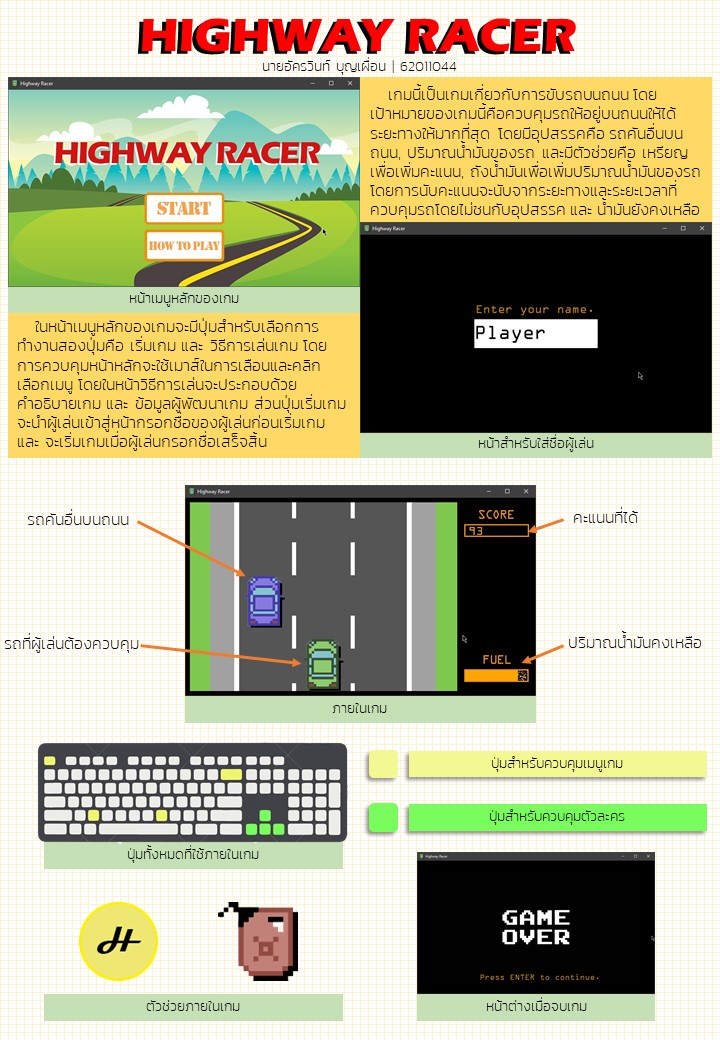 HIGHWAY RACER
นายอัครวินท์ บุญเผื่อน | 62011044
Highway Racer
HIGHWAY RACER
START
HOW TO PLAY
หน้าเมนูหลักของเกม
เกมนี้เป็นเกมเกี่ยวกับการขับรถบนถนน โดย
เป้าหมายของเกมนี้คือควบคุมรถให้อยู่บนถนนให้ได้
ระยะทางให้มากที่สุด โดยมีอุปสรรคคือ รถคันอื่นบน
ถนน, ปริมาณน้ำมันของรถ และมีตัวช่วยคือ เหรียญ
เพื่อเพิ่มคะแนน, ถังน้ำมันเพื่อเพิ่มปริมาณน้ำมันของรถ
โดยการนับคะแนนจะนับจากระยะทางและระยะเวลาที่
ควบคุมรถโดยไม่ชนกับอุปสรรค และ น้ำมันยังคงเหลือ
ในหน้าเมนูหลักของเกมจะมีปุ่มสำหรับเลือกการ
ทำงานสองปุ่มคือ เริ่มเกม และ วิธีการเล่นเกม โดย
การควบคุมหน้าหลักจะใช้เมาส์ในการเลือนและคลิก
เลือกเมนู โดยในหน้าวิธีการเล่นจะประกอบด้วย
คำอธิบายเกม และ ข้อมูลผู้พัฒนาเกม ส่วนปุ่มเริ่มเกม
จะนำผู้เล่นเข้าสู่หน้ากรอกชื่อของผู้เล่นก่อนเริ่มเกม
และ จะเริ่มเกมเมื่อผู้เล่นกรอกชื่อเสร็จสิ้น
Highway Racer
Enter your name.
Player
หน้าสำหรับใส่ชื่อผู้เล่น
Highway Racer
รถคันอื่นบนถนน
SCORE
93
คะแนนที่ได้
รถที่ผู้เล่นต้องควบคุม
FUEL
ปริมาณน้ำมันคงเหลือ
ภายในเกม
ปุ่มสำหรับควบคุมเมนูเกม
ปุ่มสำหรับควบคุมตัวละคร
ปุ่มทั้งหมดที่ใช้ภายในเกม
H
ตัวช่วยภายในเกม
Highway Racer
GAME
OVER
Press ENTER to continue.
หน้าต่างเมื่อจบเกม